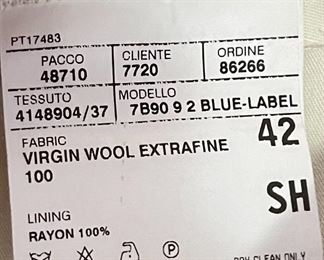 PT17483
PACCO CLIENTE ORDINE
48710 7720 86266
TESSUTO MODELLO
4148904/37 7B90 9 2 BLUE-LABEL
FABRIC 42
VIRGIN WOOL EXTRAFINE
100
SH
LINING
RAYON 100%
P
DRY CLEAN ONLY